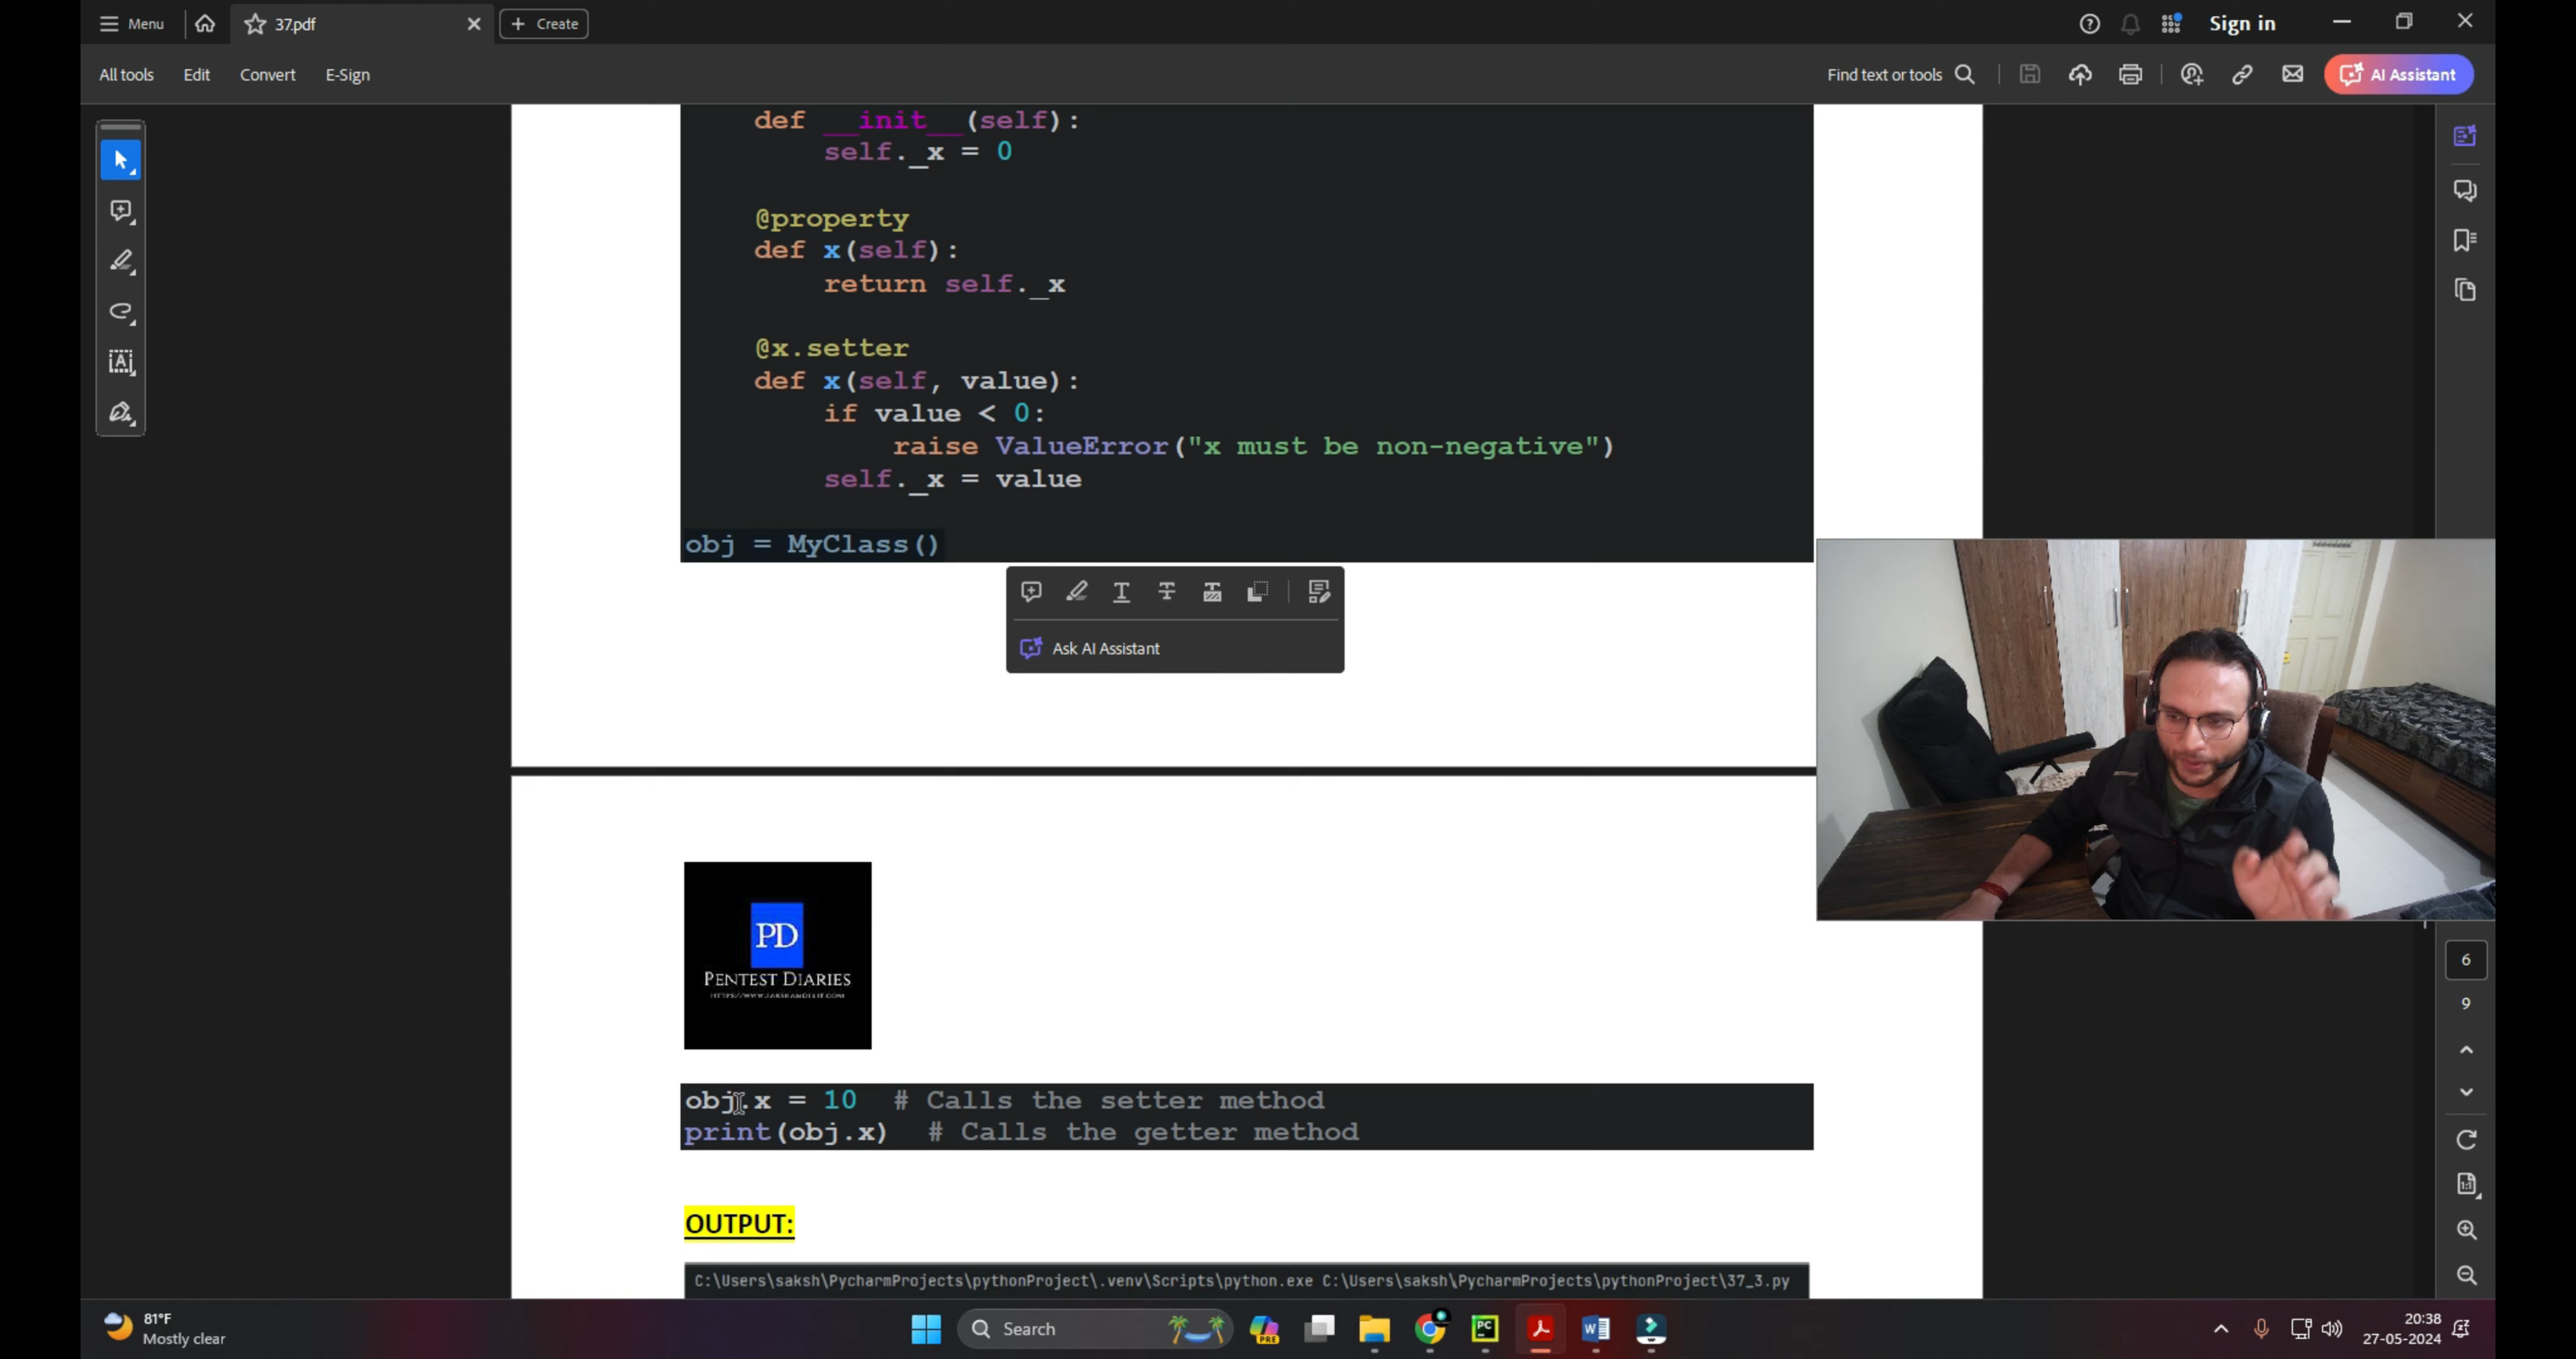 Menu
37.pdf
Create
Sign in
All tools Edit Convert E-Sign
Find text or tools
AI Assistant
def __init__(self):
self._x = 0
@property
def x(self):
return self._x
@x.setter
def x(self, value):
if value < 0:
raise ValueError("x must be non-negative")
self._x = value
obj = MyClass()
Ask AI Assistant
PD
PENTEST DIARIES
obj.x = 10 # Calls the setter method
print(obj.x) # Calls the getter method
OUTPUT:
C:\Users\saksh\PycharmProjects\pythonProject\.venv\Scripts\python.exe C:\Users\saksh\PycharmProjects\pythonProject\37_3.py
6
9
81°F
Mostly clear
Search
PRE
PC
W
20:38
27-05-2024